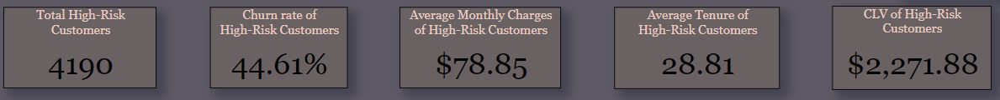 Total High-Risk
Customers
4190
Churn rate of
High-Risk Customers
44.61%
Average Monthly Charges
of High-Risk Customers
$78.85
Average Tenure of
High-Risk Customers
28.81
CLV of High-Risk
Customers
$2,271.88